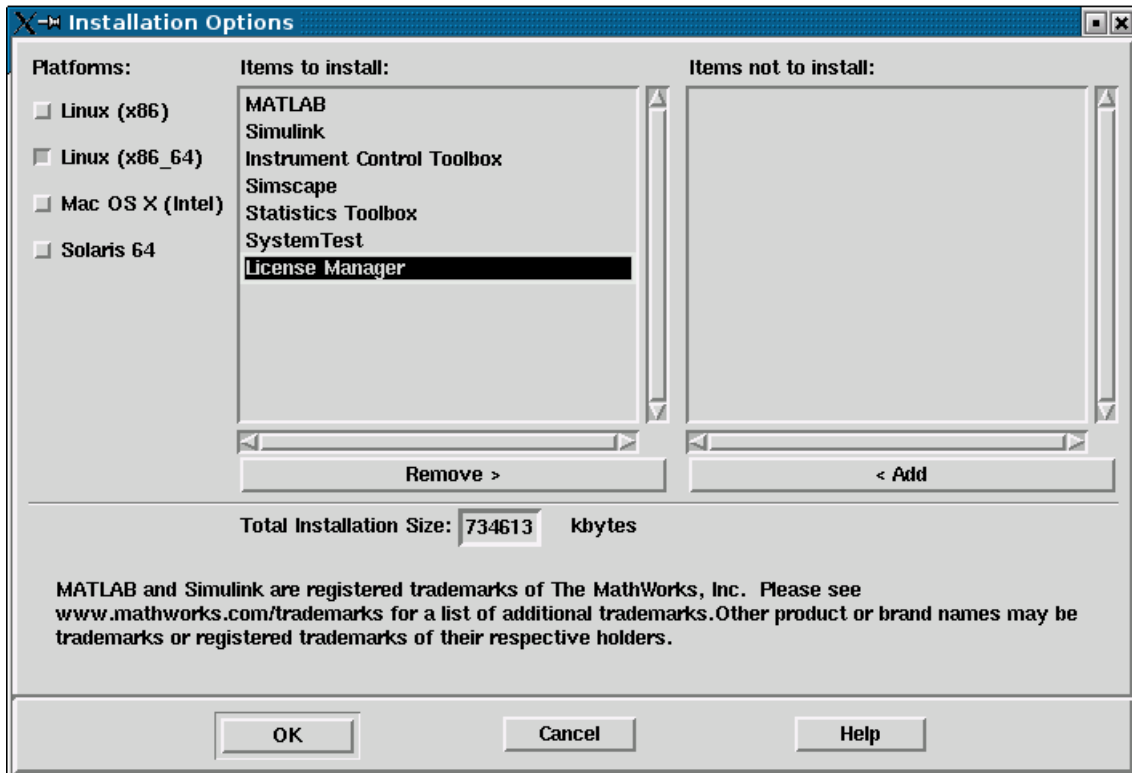 Installation Options
Platforms:
Linux (x86)
Linux (x86_64)
Mac OS X (Intel)
Solaris 64
Items to install:
MATLAB
Simulink
Instrument Control Toolbox
Simscape
Statistics Toolbox
SystemTest
License Manager
Remove >
Items not to install:
< Add
Total Installation Size: 734613 kbytes
MATLAB and Simulink are registered trademarks of The MathWorks, Inc.  Please see
www.mathworks.com/trademarks for a list of additional trademarks.Other product or brand names may be
trademarks or registered trademarks of their respective holders.
OK
Cancel
Help